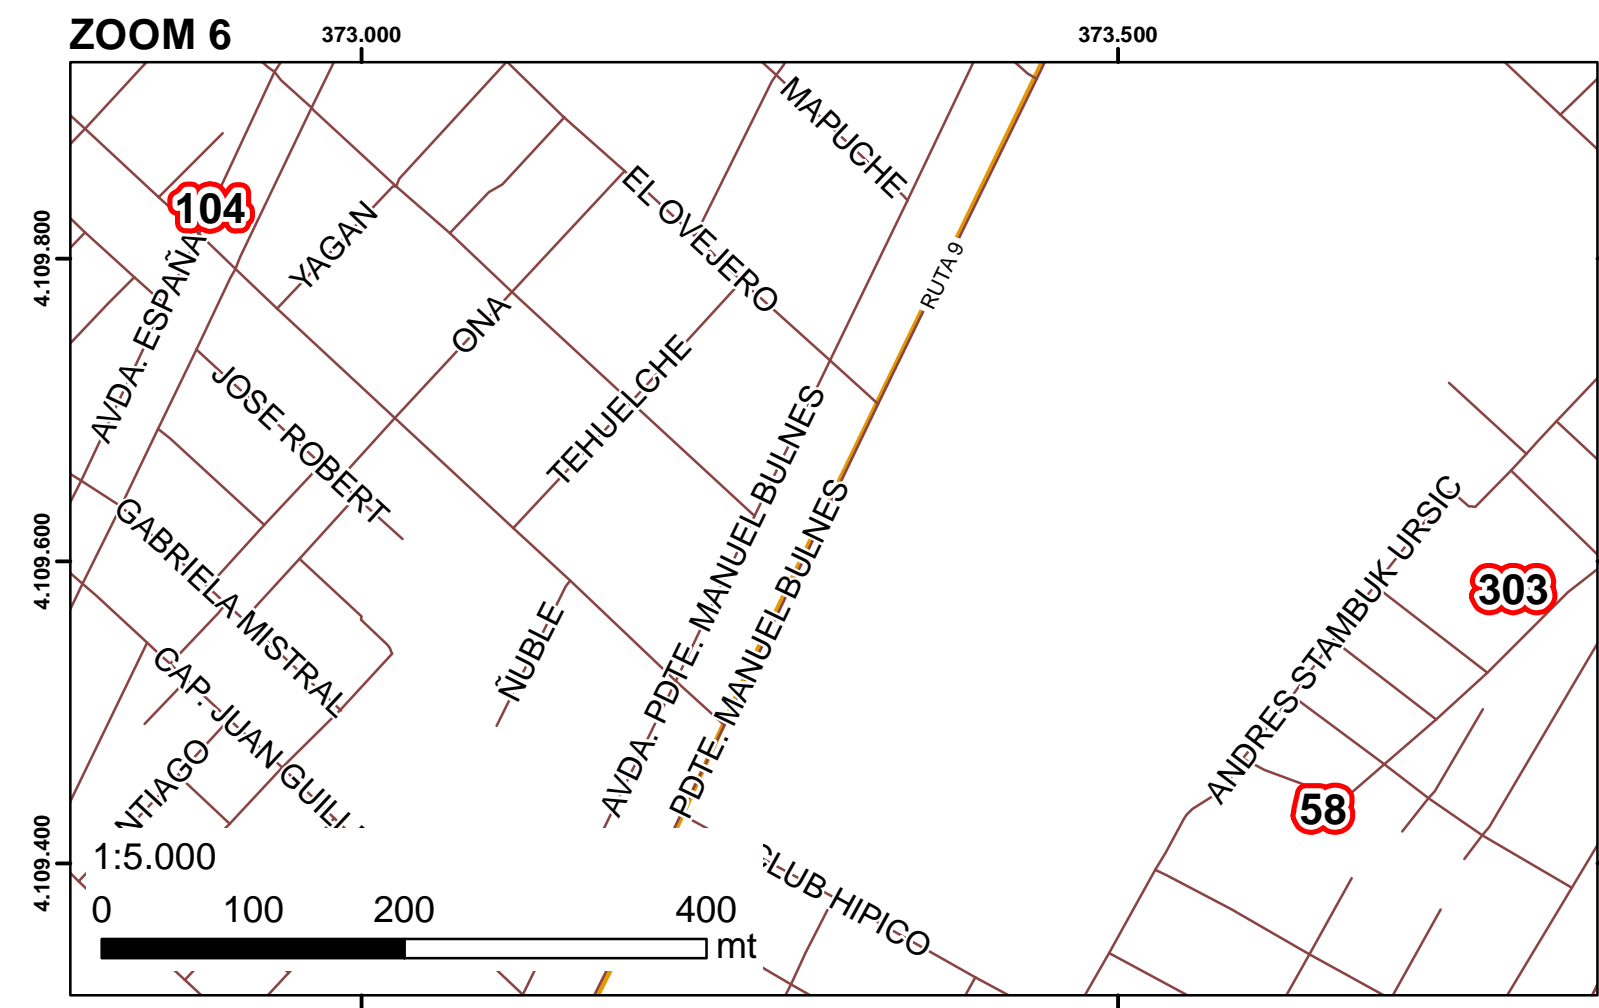 ZOOM 6
373.000
373.500
MAPUCHE
104
EL OVEJERO
YAGAN
4.109.800
RUTA 9
AVDA. ESPAÑA
ONA
TEHUELCHE
JOSE ROBERT
AVDA. PDTE. MANUEL BULNES
PDTE. MANUEL BULNES
ANDRES STAMBUK URSIC
GABRIELA MISTRAL
4.109.600
303
ÑUBLE
CAP. JUAN GUILL
NTIAGO
58
4.109.400
1:5.000
CLUB HIPICO
0 100 200 400
mt